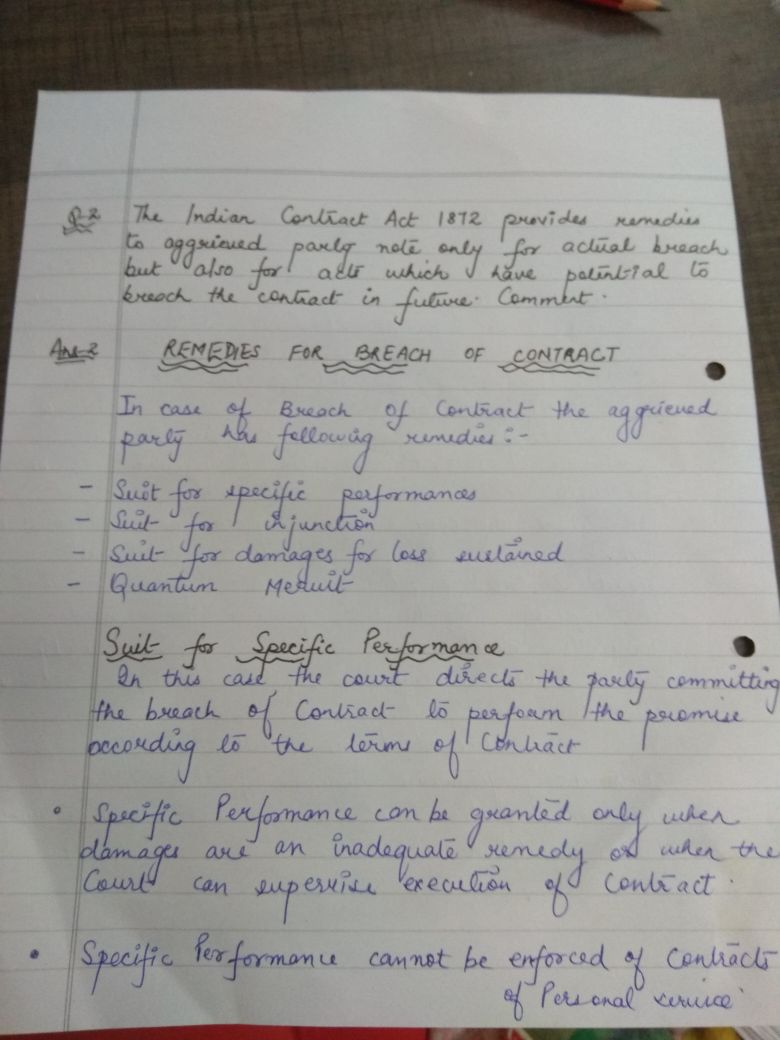 Q-2 The Indian Contract Act 1872 provides remedies
to aggrieved party note only for actual breach
but also for acts which have potential to
breach the contract in future. Comment.
Ans-2 REMEDIES FOR BREACH OF CONTRACT
In case of Breach of Contract the aggrieved
party has following remedies:-
- Suit for specific performances
- Suit for injunction
- Suit for damages for loss sustained
- Quantum Meruit
Suit for Specific Performance
In this case, the court directs the party committing
the breach of Contract to perform the promise
according to the terms of Contract
• Specific Performance can be granted only when
damages are an inadequate remedy or when the
Court can supervise execution of Contract.
• Specific Performance cannot be enforced of Contracts
of Personal service